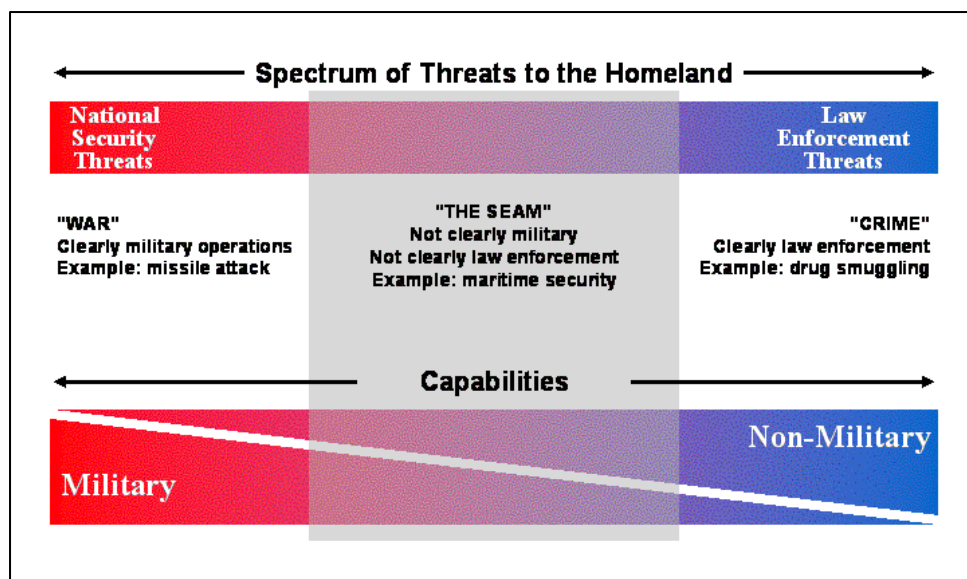 Spectrum of Threats to the Homeland
National
Security
Threats
Law
Enforcement
Threats
"WAR"
Clearly military operations
Example: missile attack
"THE SEAM"
Not clearly military
Not clearly law enforcement
Example: maritime security
"CRIME"
Clearly law enforcement
Example: drug smuggling
Capabilities
Non-Military
Military